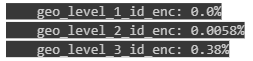 geo_level_1_id_enc: 0.0%
geo_level_2_id_enc: 0.0058%
geo_level_3_id_enc: 0.38%